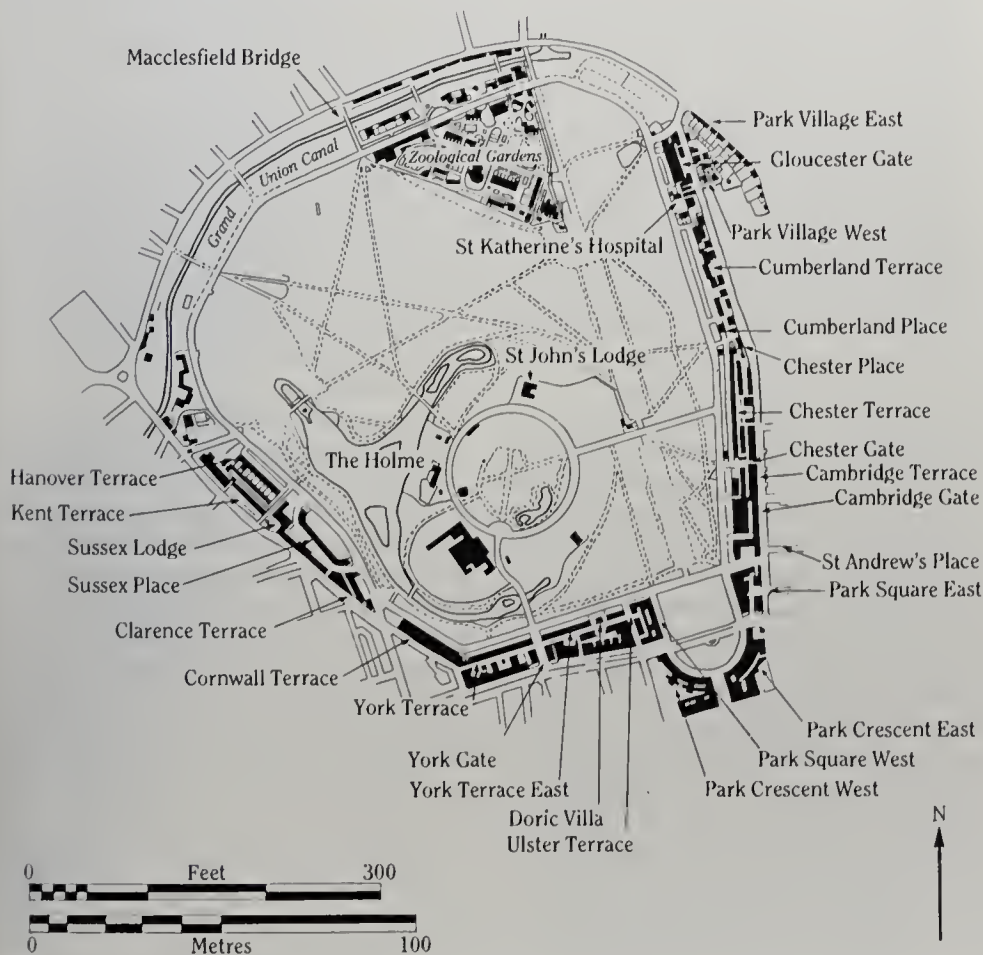 Macclesfield Bridge
Park Village East
Gloucester Gate
Zoological Gardens
Grand Union Canal
St Katherine's Hospital
Park Village West
Cumberland Terrace
Cumberland Place
St John's Lodge
Chester Place
Chester Terrace
The Holme
Chester Gate
Hanover Terrace
Cambridge Terrace
Kent Terrace
Cambridge Gate
Sussex Lodge
St Andrew's Place
Sussex Place
Park Square East
Clarence Terrace
Cornwall Terrace
York Terrace
Park Crescent East
York Gate
Park Square West
York Terrace East
Park Crescent West
Doric Villa
Ulster Terrace
N
0 Feet 300
0 Metres 100